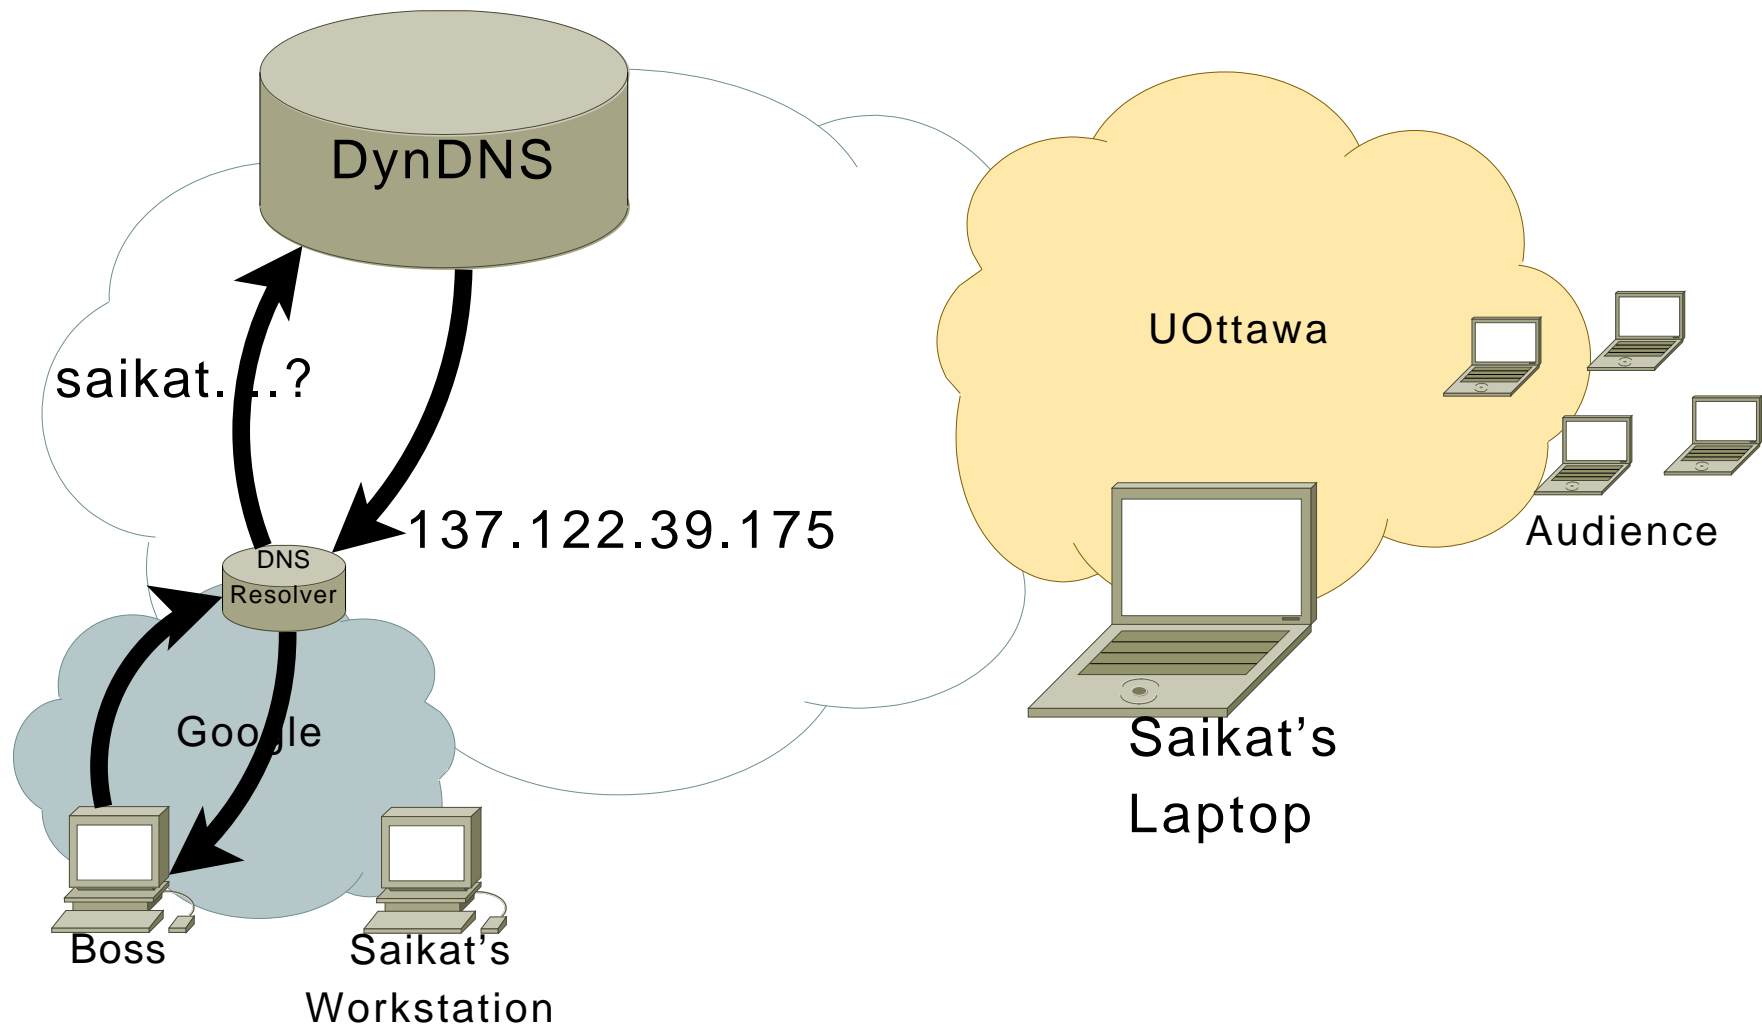 DynDNS
UOttawa
saikat....?
137.122.39.175
Audience
DNS
Resolver
Google
Saikat’s
Laptop
Boss
Saikat’s
Workstation